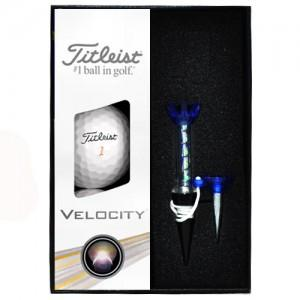 Titleist
#1 ball in golf.
Titleist
1
VELOCITY